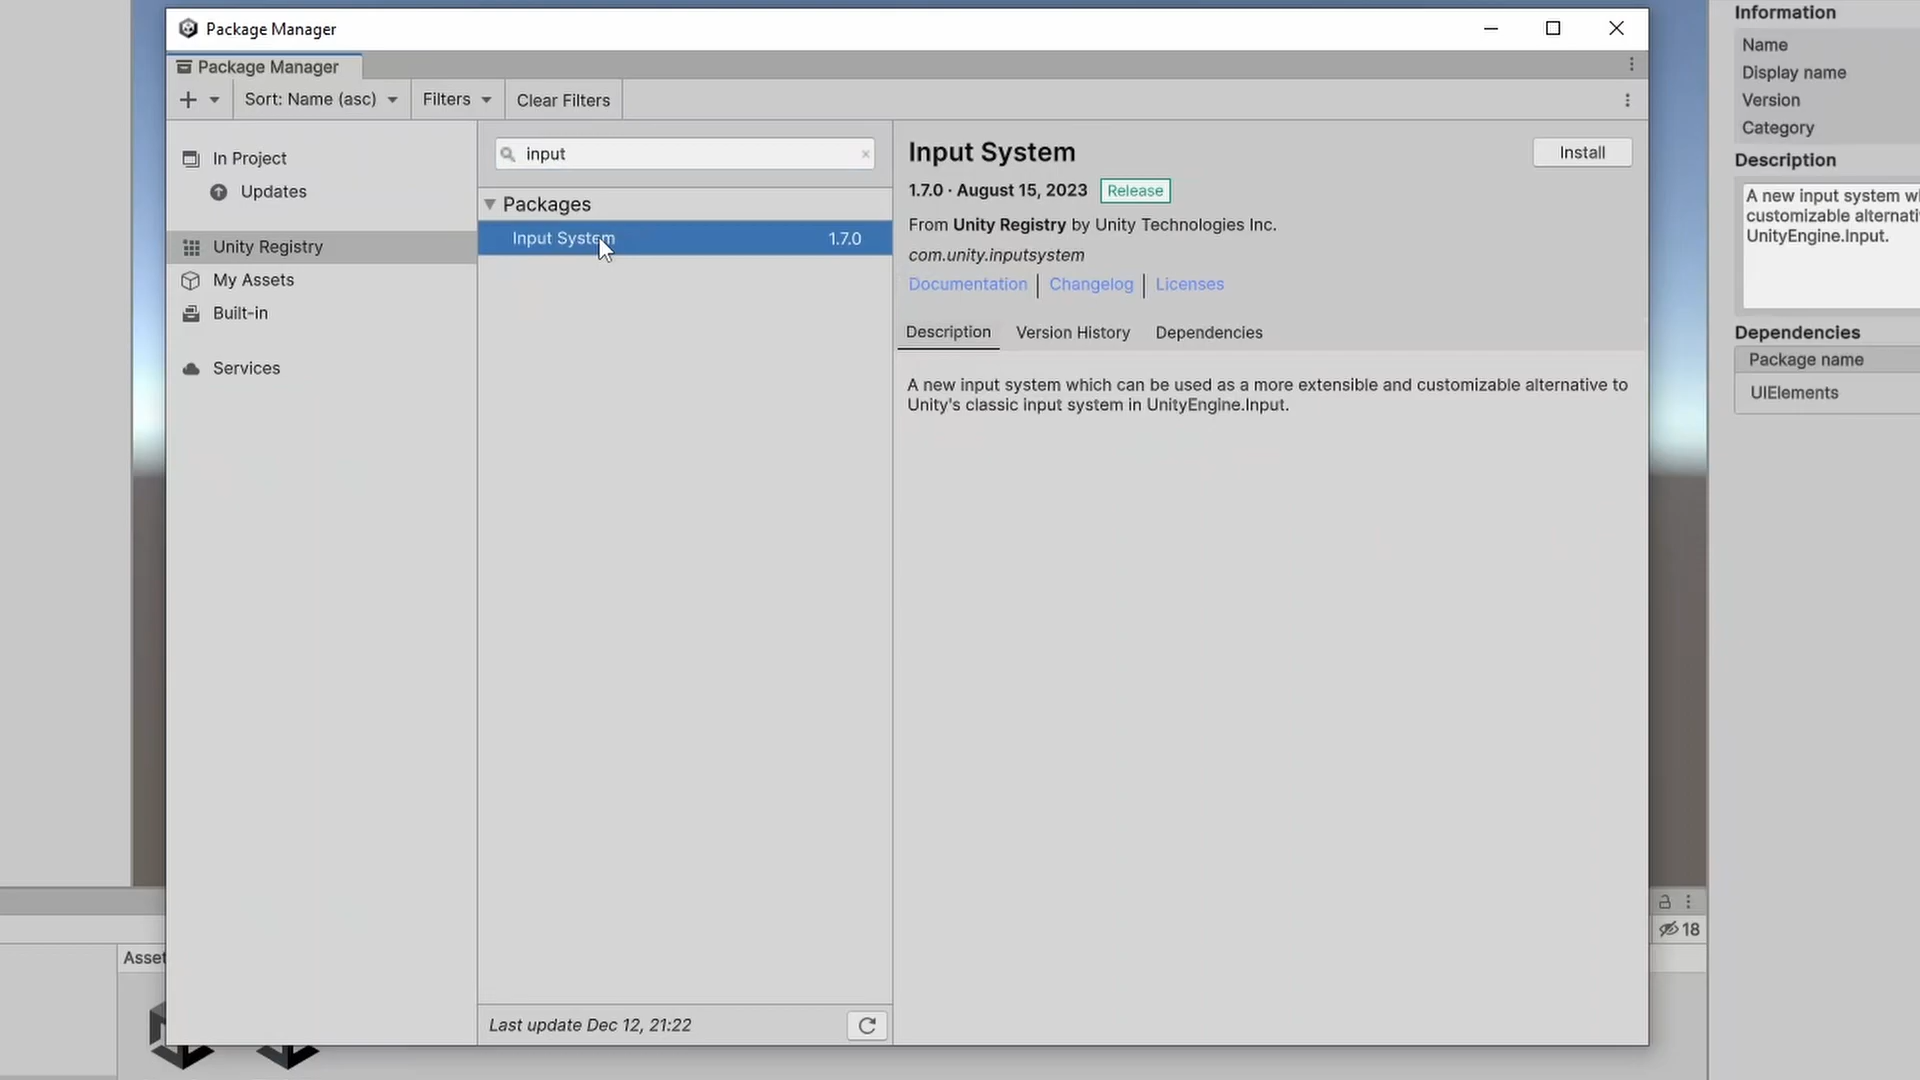 Package Manager
Package Manager
Sort: Name (asc)
Filters
Clear Filters
In Project
Updates
Unity Registry
My Assets
Built-in
Services
input
Packages
Input System 1.7.0
Last update Dec 12, 21:22
Input System
Install
1.7.0 · August 15, 2023 Release
From Unity Registry by Unity Technologies Inc.
com.unity.inputsystem
Documentation | Changelog | Licenses
Description Version History Dependencies
A new input system which can be used as a more extensible and customizable alternative to
Unity's classic input system in UnityEngine.Input.
Information
Name
Display name
Version
Category
Description
A new input system wh
customizable alternati
UnityEngine.Input.
Dependencies
Package name
UIElements
18
Asset